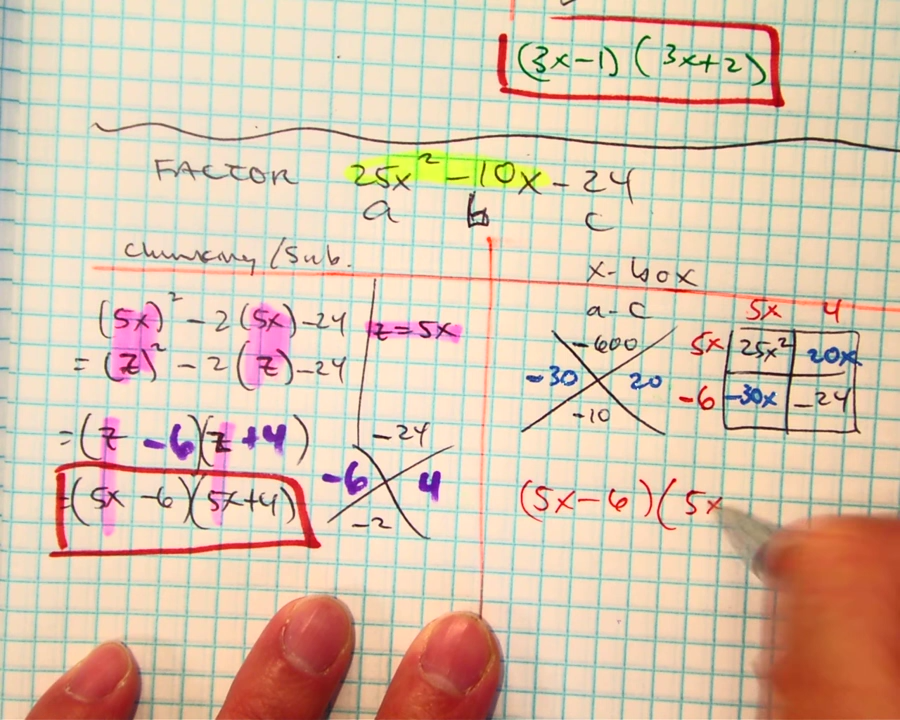 (3x-1) (3x+2)
FACTOR 25x² - 10x - 24
a b c
chunking / Sub.
(5x)² - 2(5x) - 24
z = 5x
= (z)² - 2(z) - 24
= (z - 6)(z + 4)
-24
-6 4
-2
= (5x - 6)(5x + 4)
x-box
a-c
-600
-30 20
-10
5x 4
5x 25x² 20x
-6 -30x -24
(5x - 6)(5x